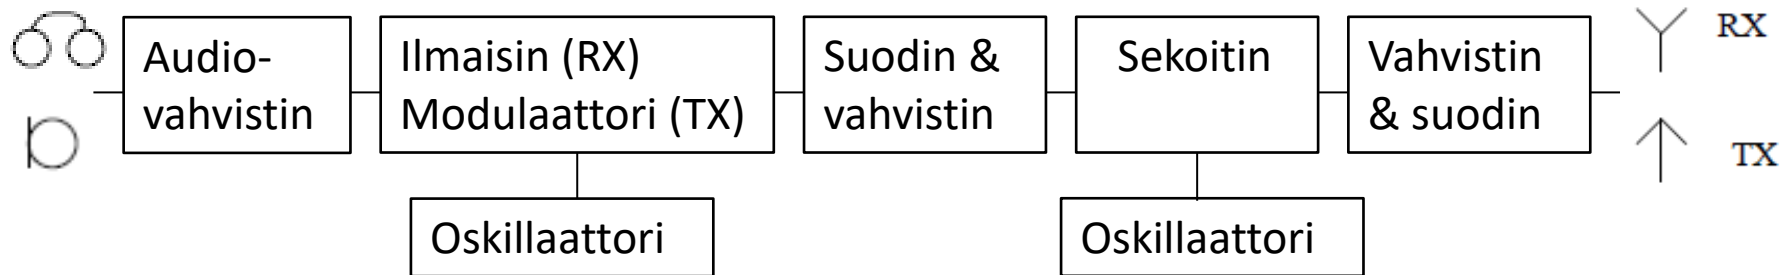 Audio-
vahvistin
Ilmaisin (RX)
Modulaattori (TX)
Suodin &
vahvistin
Sekoitin
Vahvistin
& suodin
RX
TX
Oskillaattori
Oskillaattori